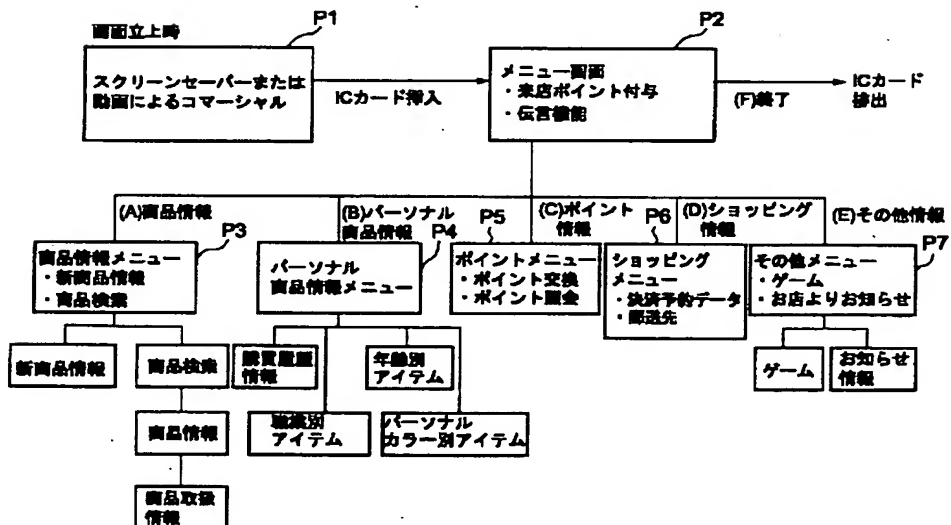 画面立上時
P1
スクリーンセーバーまたは
動画によるコマーシャル
ICカード挿入
P2
メニュー画面
・来店ポイント付与
・伝言機能
(F)終了
ICカード
排出
(A)商品情報
P3
商品情報メニュー
・新商品情報
・商品検索
(B)パーソナル
商品情報
P4
パーソナル
商品情報メニュー
(C)ポイント
情報
P5
ポイントメニュー
・ポイント交換
・ポイント照会
(D)ショッピング
情報
P6
ショッピング
メニュー
・決済予約データ
・郵送先
(E)その他情報
P7
その他メニュー
・ゲーム
・お店よりお知らせ
新商品情報
商品検索
商品情報
商品取扱
情報
購買履歴
情報
年齢別
アイテム
職業別
アイテム
パーソナル
カラー別アイテム
ゲーム
お知らせ
情報